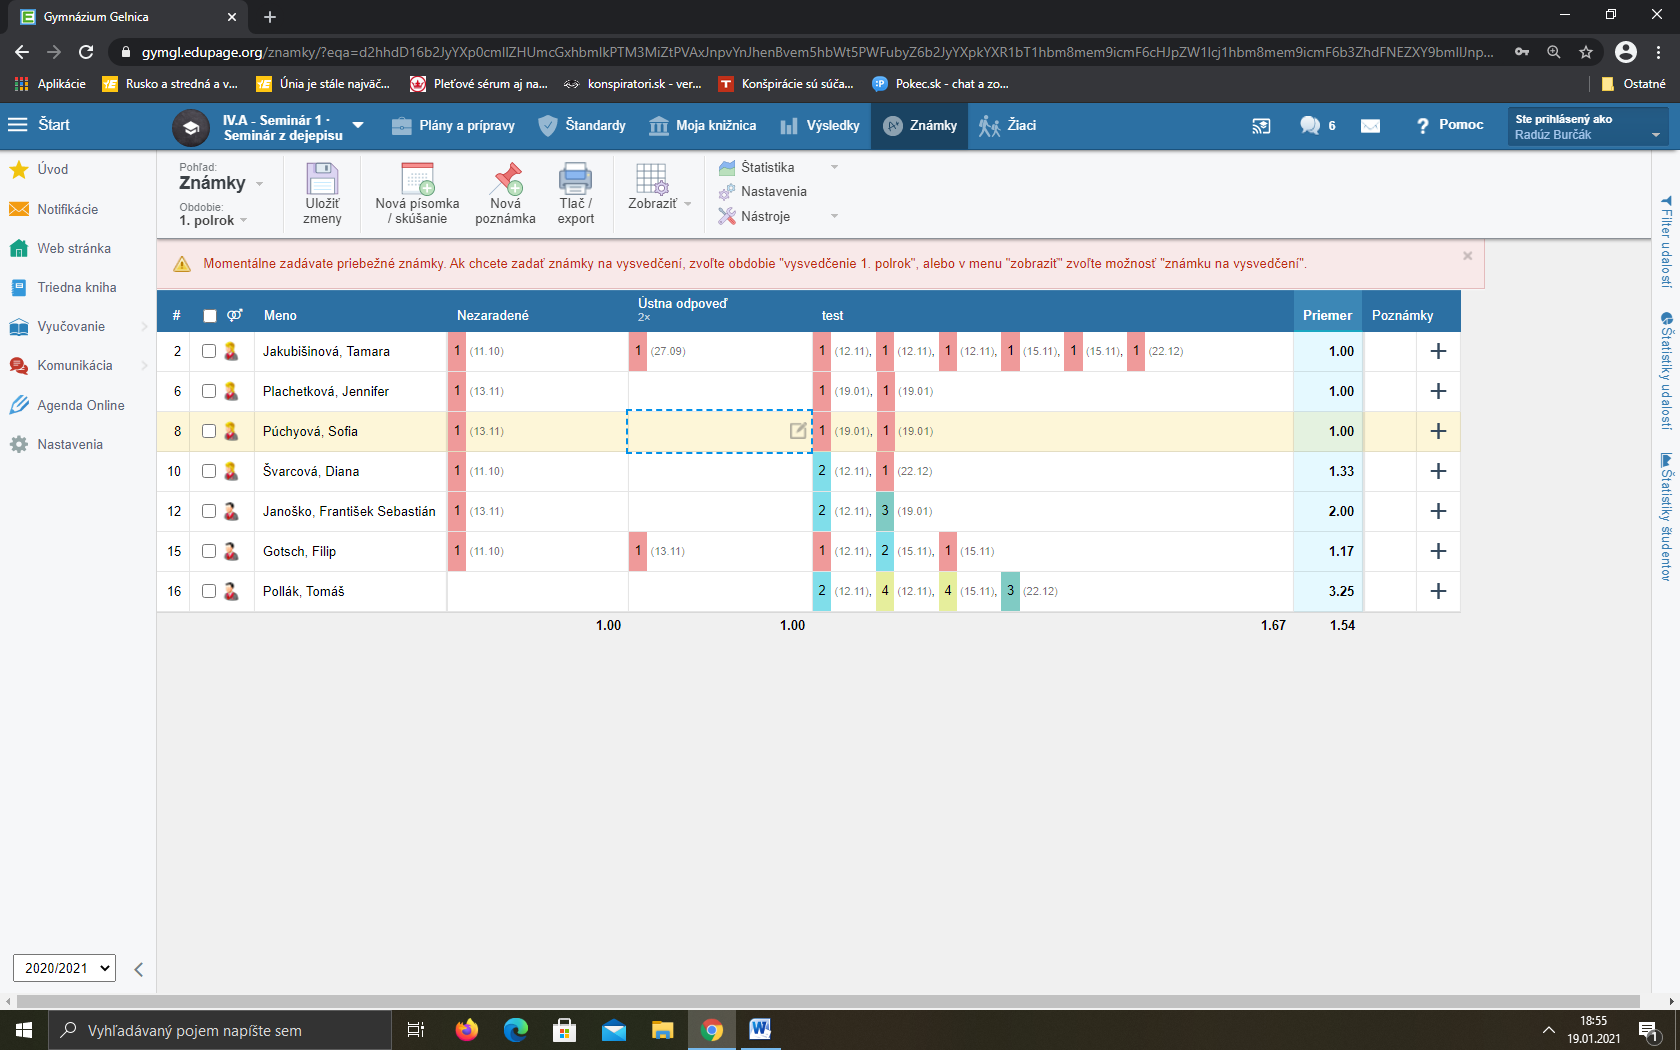 Gymnázium Gelnica
gymgl.edupage.org
Aplikácie
Rusko a stredná a v...
Únia je stále najväč...
Pleťové sérum aj na...
konspiratori.sk - ver...
Konšpirácie sú súča...
Pokec.sk - chat a zo...
Ostatné
Štart
IV.A - Seminár 1 -
Seminár z dejepisu
Plány a prípravy
Štandardy
Moja knižnica
Výsledky
Známky
Žiaci
6
? Pomoc
Ste prihlásený ako
Radúz Burčák
Úvod
Notifikácie
Web stránka
Triedna kniha
Vyučovanie
Komunikácia
Agenda Online
Nastavenia
Pohľad:
Známky
Obdobie:
1. polrok
Uložiť
zmeny
Nová písomka
/ skúšanie
Nová
poznámka
Tlač /
export
Zobraziť
Štatistika
Nastavenia
Nástroje
Momentálne zadávate priebežné známky. Ak chcete zadať známky na vysvedčení, zvoľte obdobie "vysvedčenie 1. polrok", alebo v menu "zobraziť" zvoľte možnosť "známku na vysvedčení".
# Meno Nezaradené Ústna odpoveď 2× test Priemer Poznámky
2 Jakubišinová, Tamara 1 (11.10) 1 (27.09) 1 (12.11), 1 (12.11), 1 (12.11), 1 (15.11), 1 (15.11), 1 (22.12) 1.00 +
6 Plachetková, Jennifer 1 (13.11) 1 (19.01), 1 (19.01) 1.00 +
8 Púchyová, Sofia 1 (13.11) 1 (19.01), 1 (19.01) 1.00 +
10 Švarcová, Diana 1 (11.10) 2 (12.11), 1 (22.12) 1.33 +
12 Janoško, František Sebastián 1 (13.11) 2 (12.11), 3 (19.01) 2.00 +
15 Gotsch, Filip 1 (11.10) 1 (13.11) 1 (12.11), 2 (15.11), 1 (15.11) 1.17 +
16 Pollák, Tomáš 2 (12.11), 4 (12.11), 4 (15.11), 3 (22.12) 3.25 +
1.00 1.00 1.67 1.54
Filter udalostí
Štatistiky udalostí
Štatistiky študentov
2020/2021
Vyhľadávaný pojem napíšte sem
18:55
19.01.2021
1